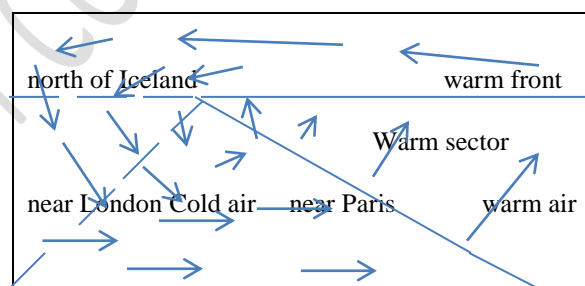 north of Iceland warm front
Warm sector
near London Cold air near Paris warm air